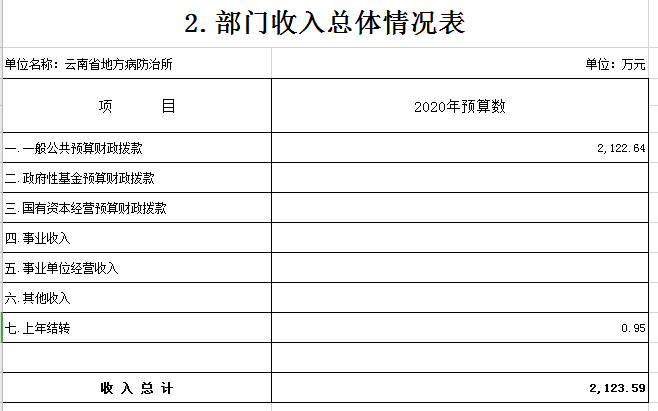 2.部门收入总体情况表
单位名称：云南省地方病防治所 单位：万元
项 目 2020年预算数
一.一般公共预算财政拨款 2,122.64
二.政府性基金预算财政拨款
三.国有资本经营预算财政拨款
四.事业收入
五.事业单位经营收入
六.其他收入
七.上年结转 0.95
收 入 总 计 2,123.59